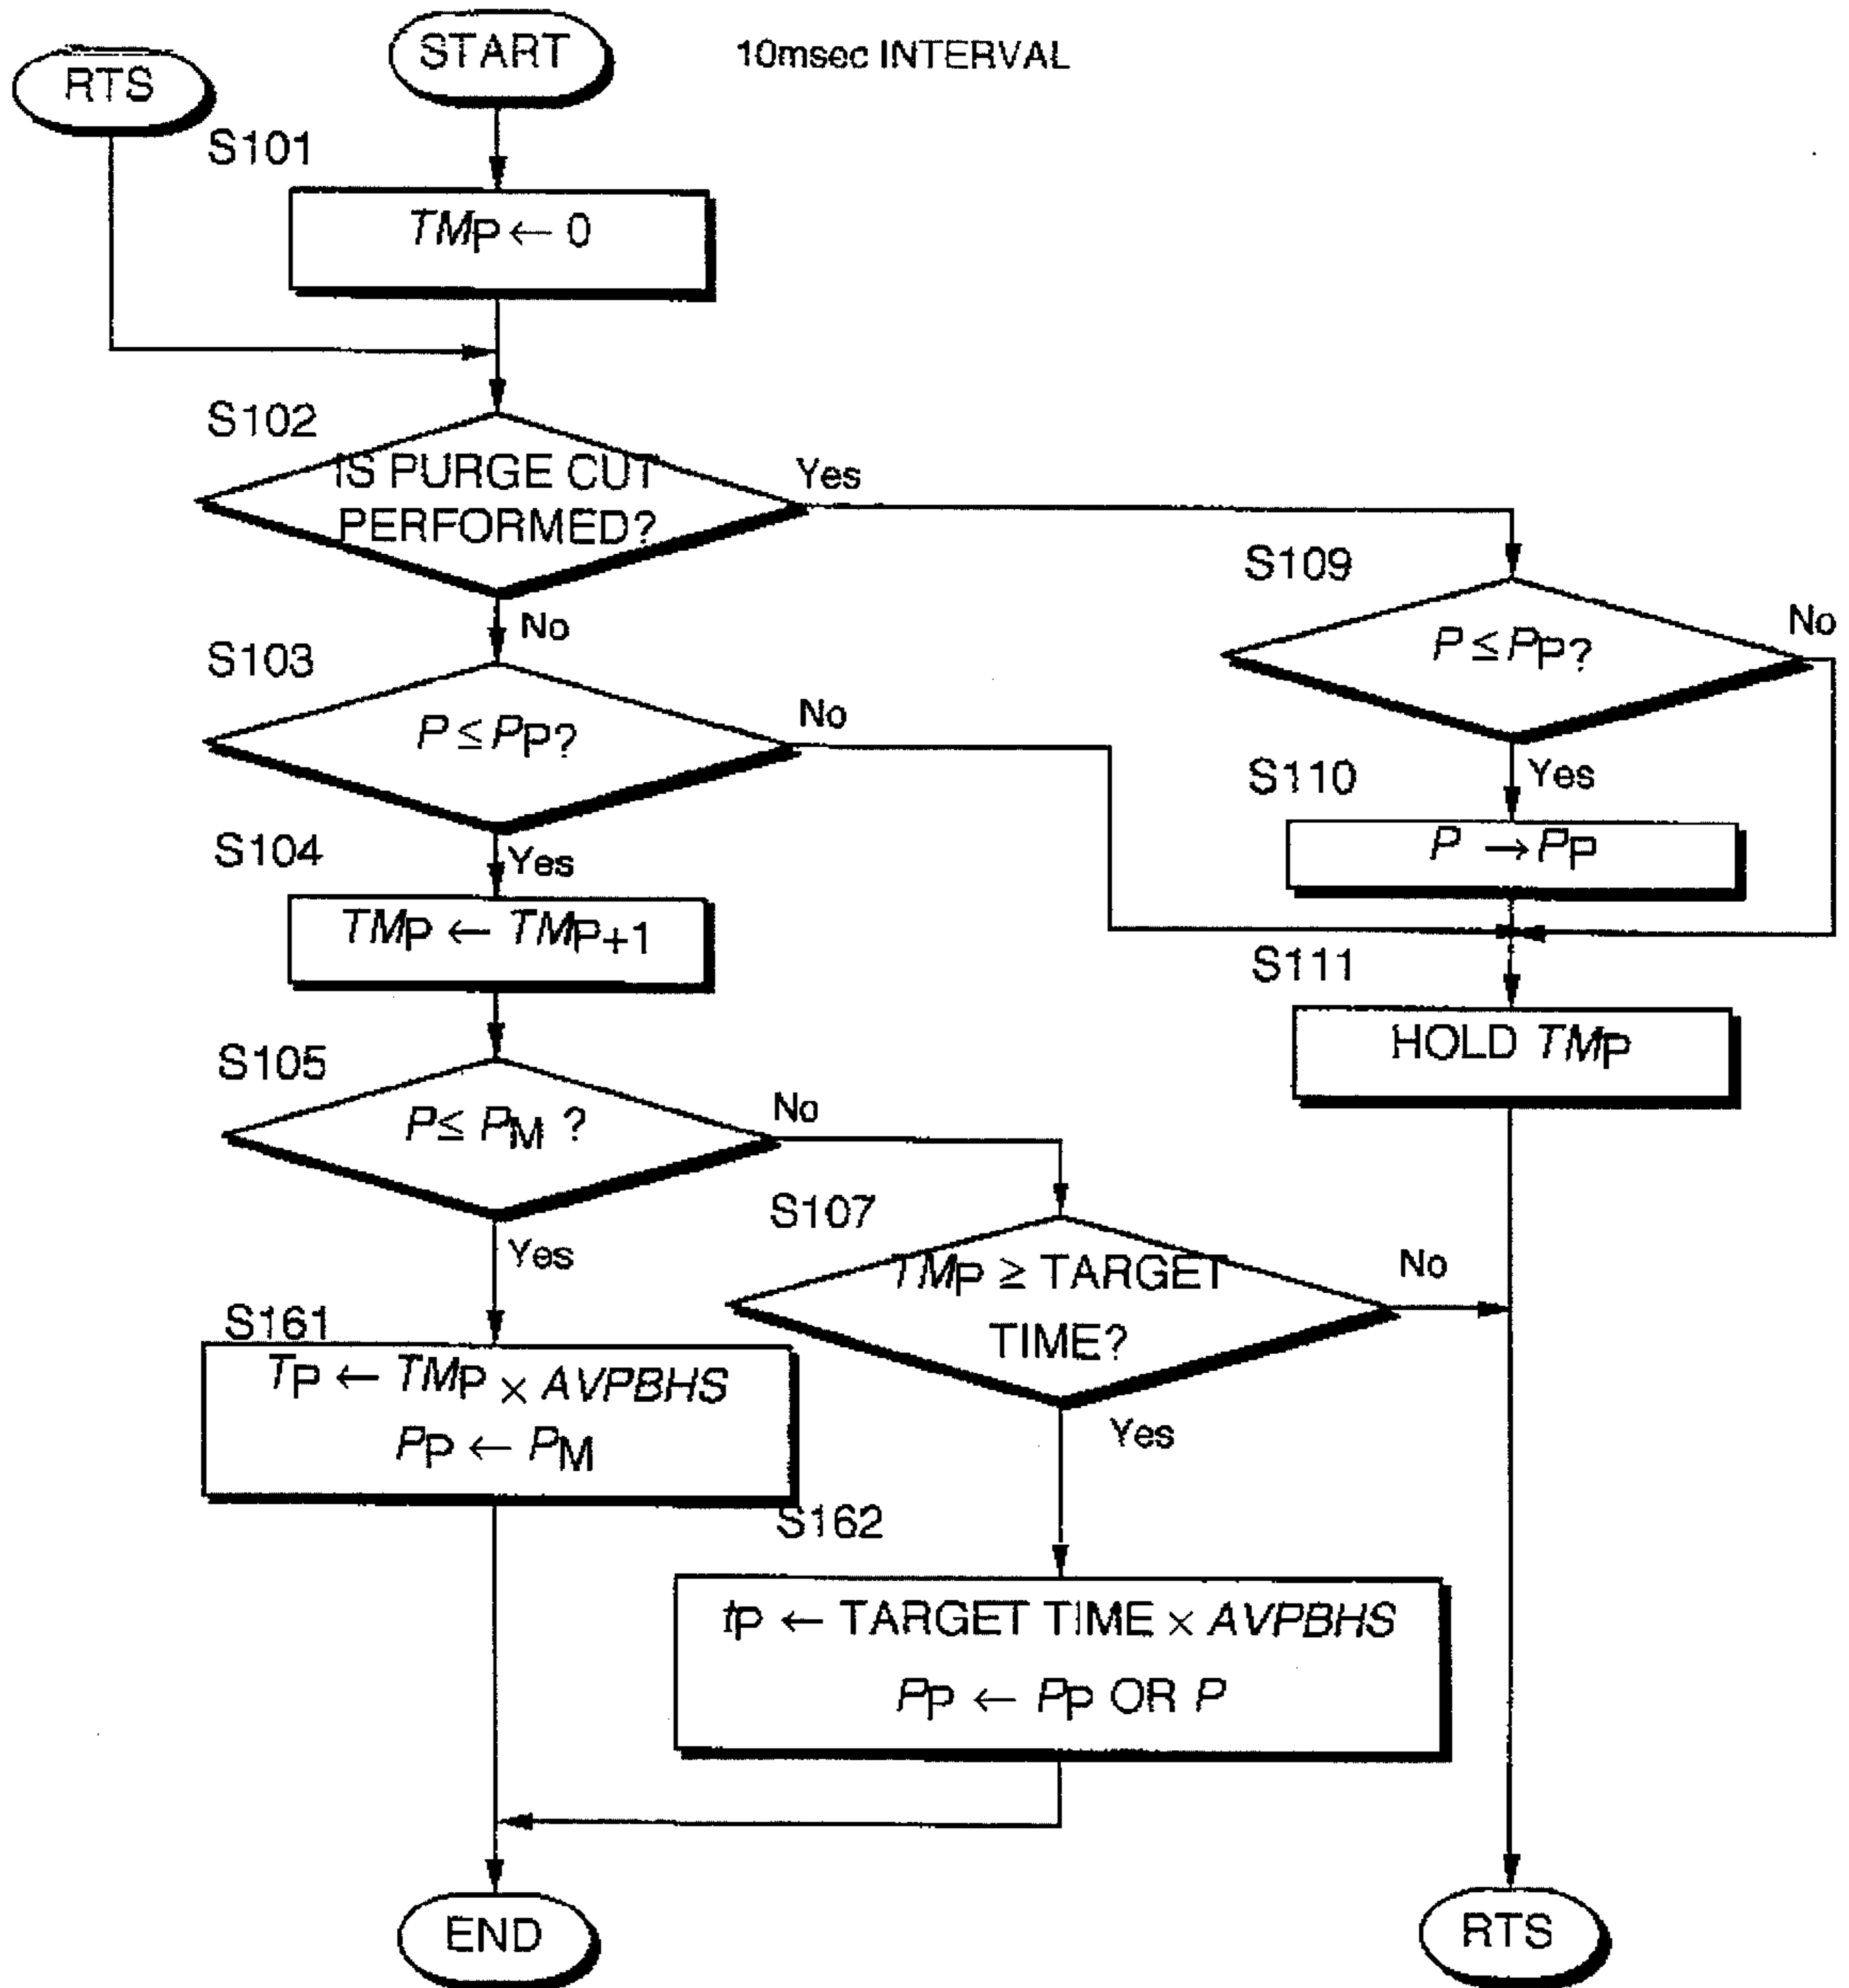 START
10msec INTERVAL
RTS
S101
TMP ← 0
S102
IS PURGE CUT
PERFORMED?
Yes
No
S109
P ≤ PP?
No
S103
P ≤ PP?
No
S110
Yes
P → PP
S104
Yes
TMP ← TMP+1
S111
HOLD TMP
S105
P ≤ PM ?
No
S107
Yes
TMP ≥ TARGET
TIME?
No
S161
TP ← TMP × AVPBHS
PP ← PM
Yes
S162
tP ← TARGET TIME × AVPBHS
PP ← PP OR P
END
RTS